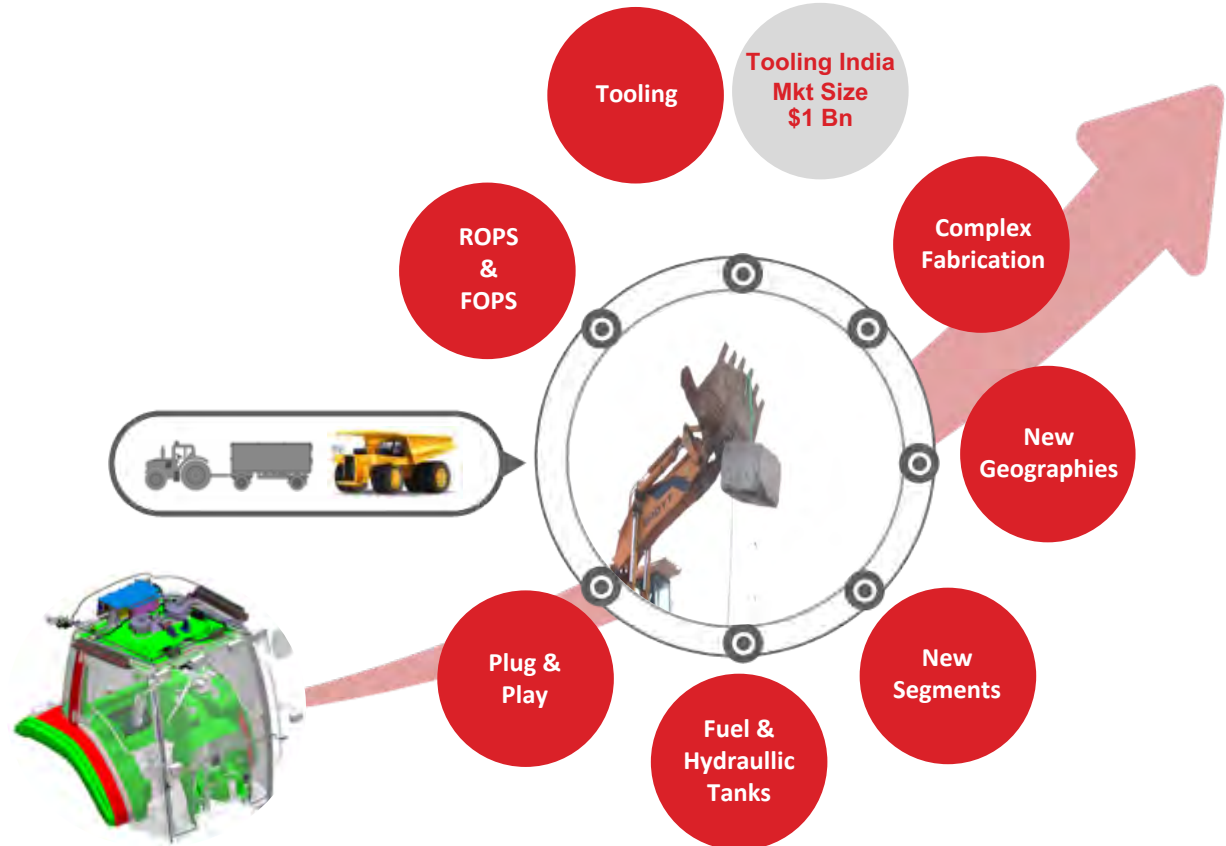 Tooling
Tooling India
Mkt Size
$1 Bn
ROPS
&
FOPS
Complex
Fabrication
New
Geographies
Plug &
Play
New
Segments
Fuel &
Hydraullic
Tanks